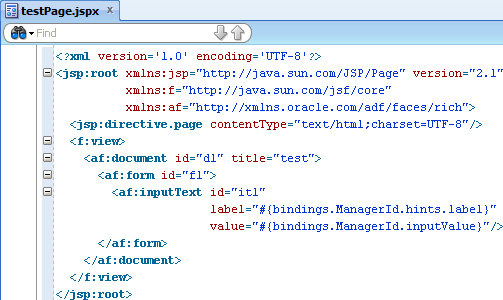 testPage.jspx
Find
<?xml version='1.0' encoding='UTF-8'?>
<jsp:root xmlns:jsp="http://java.sun.com/JSP/Page" version="2.1"
xmlns:f="http://java.sun.com/jsf/core"
xmlns:af="http://xmlns.oracle.com/adf/faces/rich">
<jsp:directive.page contentType="text/html;charset=UTF-8"/>
<f:view>
<af:document id="d1" title="test">
<af:form id="f1">
<af:inputText id="it1"
label="#{bindings.ManagerId.hints.label}"
value="#{bindings.ManagerId.inputValue}"/>
</af:form>
</af:document>
</f:view>
</jsp:root>